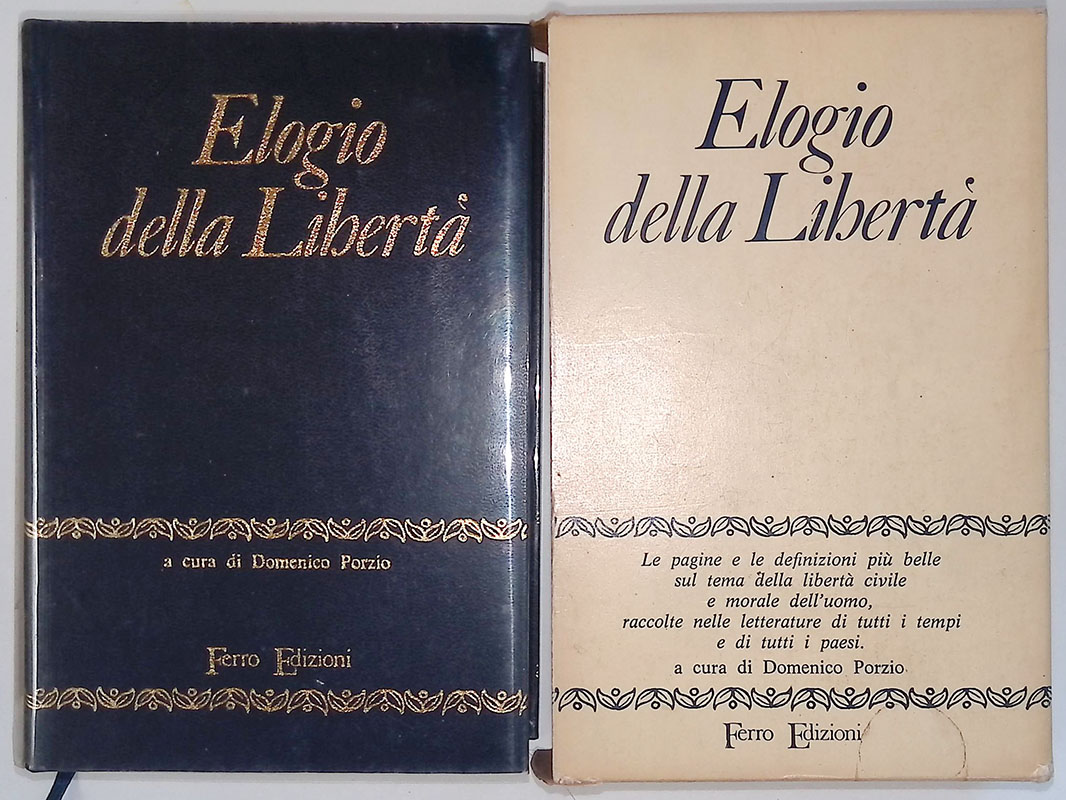 Elogio
della Libertà
a cura di Domenico Porzio
Ferro Edizioni
Elogio
della Libertà
Le pagine e le definizioni più belle
sul tema della libertà civile
e morale dell'uomo,
raccolte nelle letterature di tutti i tempi
e di tutti i paesi.
a cura di Domenico Porzio
Ferro Edizioni